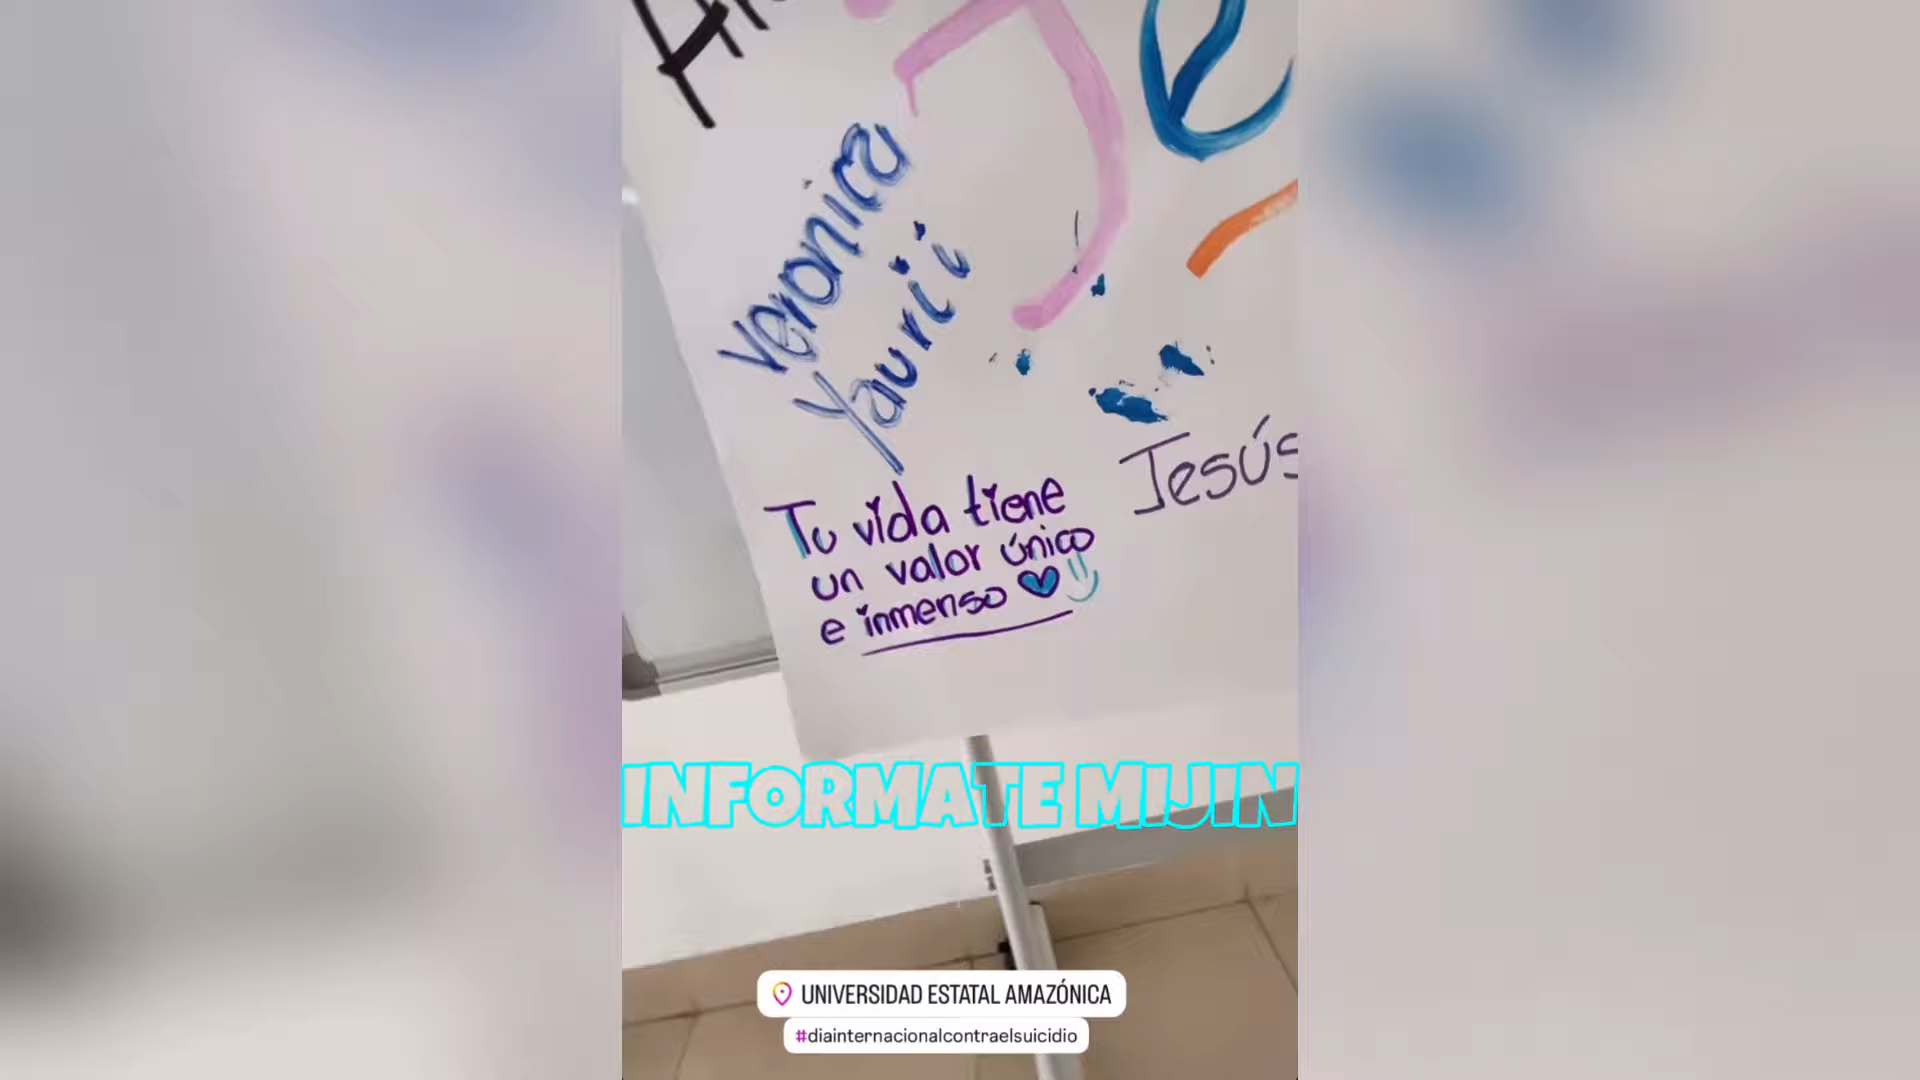 Veronica
Yauri
Jesús
Tu vida tiene
un valor único
e inmenso
INFORMATE MIJIN
UNIVERSIDAD ESTATAL AMAZÓNICA
#diainternacionalcontraelsuicidio